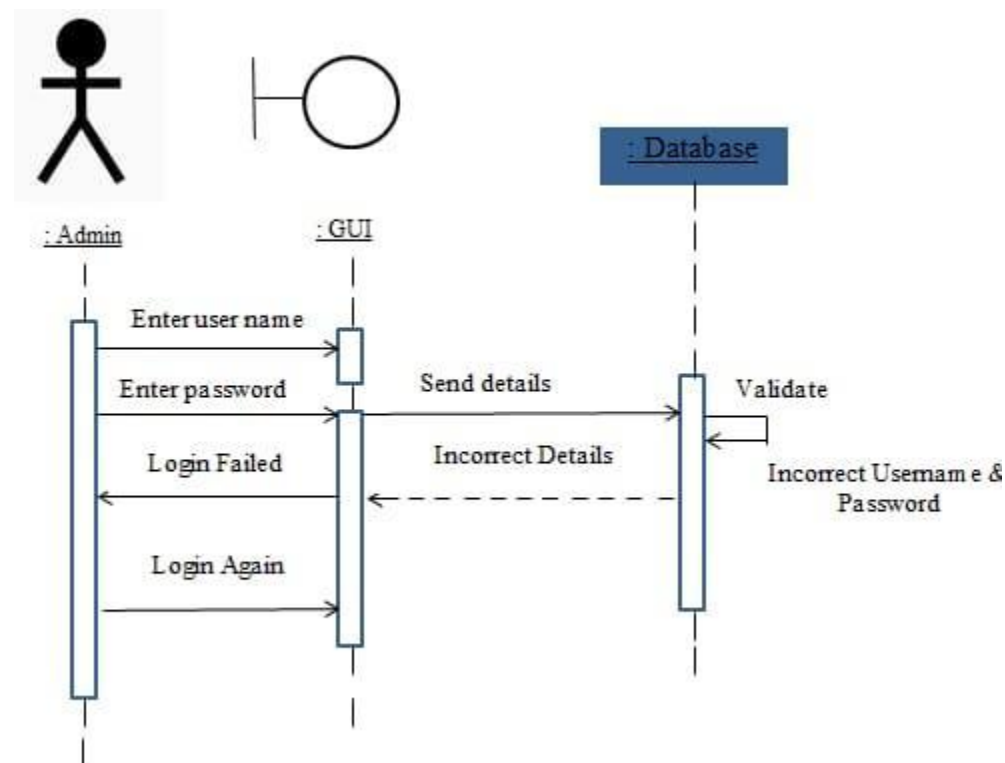 : Database
: Admin
: GUI
Enter user name
Enter password
Send details
Validate
Login Failed
Incorrect Details
Incorrect Username &
Password
Login Again